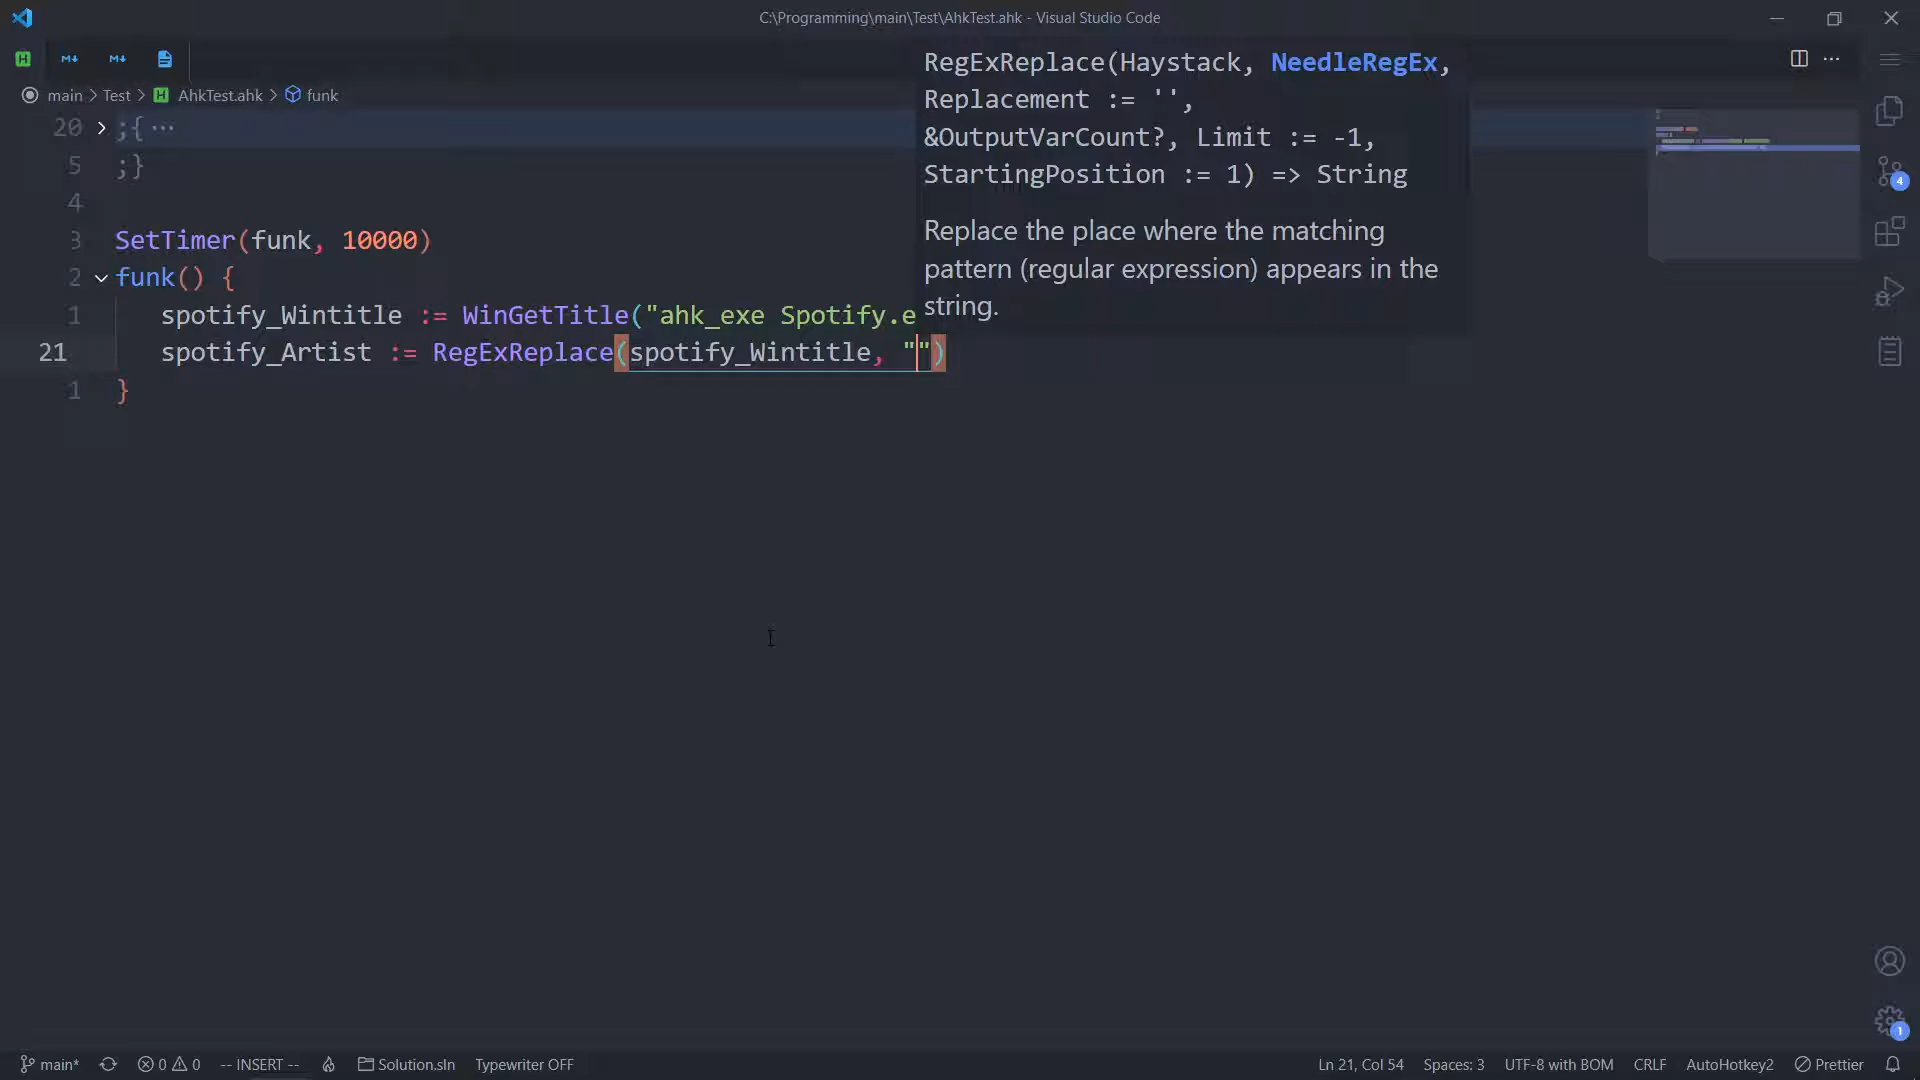 C:\Programming\main\Test\AhkTest.ahk - Visual Studio Code
main > Test > AhkTest.ahk > funk
20 > ;{ ···
5 ;}
4
3 SetTimer(funk, 10000)
2 funk() {
1 spotify_Wintitle := WinGetTitle("ahk_exe Spotify.e
21 spotify_Artist := RegExReplace(spotify_Wintitle, "")
1 }
RegExReplace(Haystack, NeedleRegEx,
Replacement := '',
&OutputVarCount?, Limit := -1,
StartingPosition := 1) => String
Replace the place where the matching
pattern (regular expression) appears in the
string.
4
1
main* 0 0 -- INSERT -- Solution.sln Typewriter OFF Ln 21, Col 54 Spaces: 3 UTF-8 with BOM CRLF AutoHotkey2 Prettier